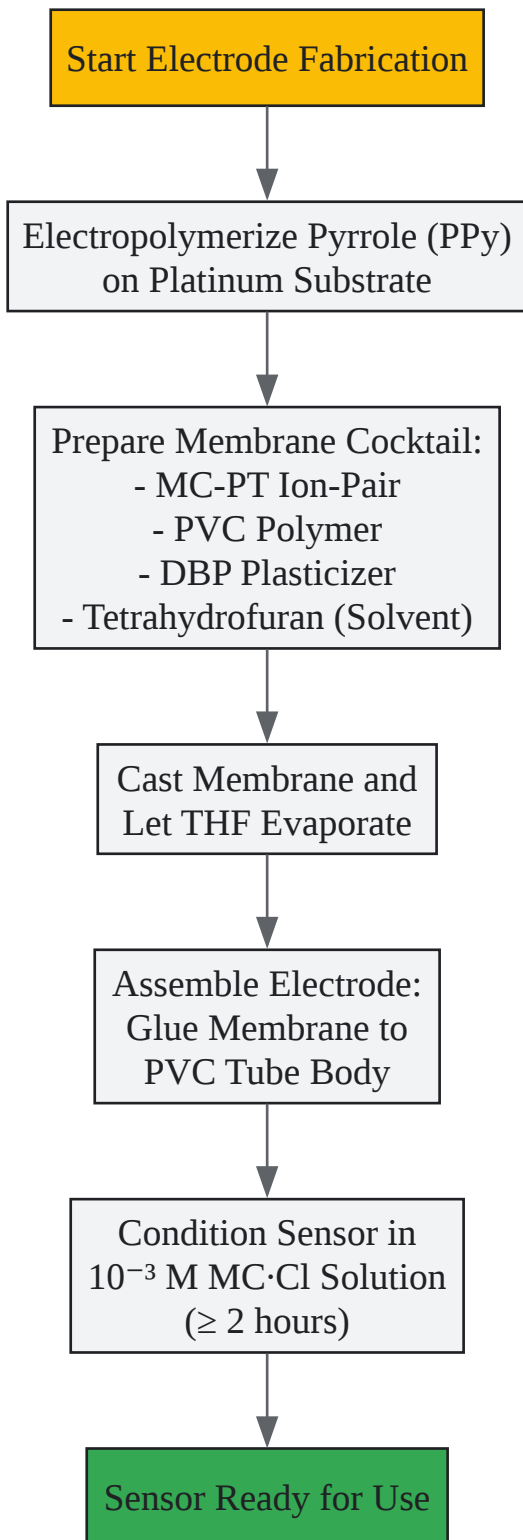 Start Electrode Fabrication
Electropolymerize Pyrrole (PPy)
on Platinum Substrate
Prepare Membrane Cocktail:
- MC-PT Ion-Pair
- PVC Polymer
- DBP Plasticizer
- Tetrahydrofuran (Solvent)
Cast Membrane and
Let THF Evaporate
Assemble Electrode:
Glue Membrane to
PVC Tube Body
Condition Sensor in
10⁻³ M MC·Cl Solution
(≥ 2 hours)
Sensor Ready for Use